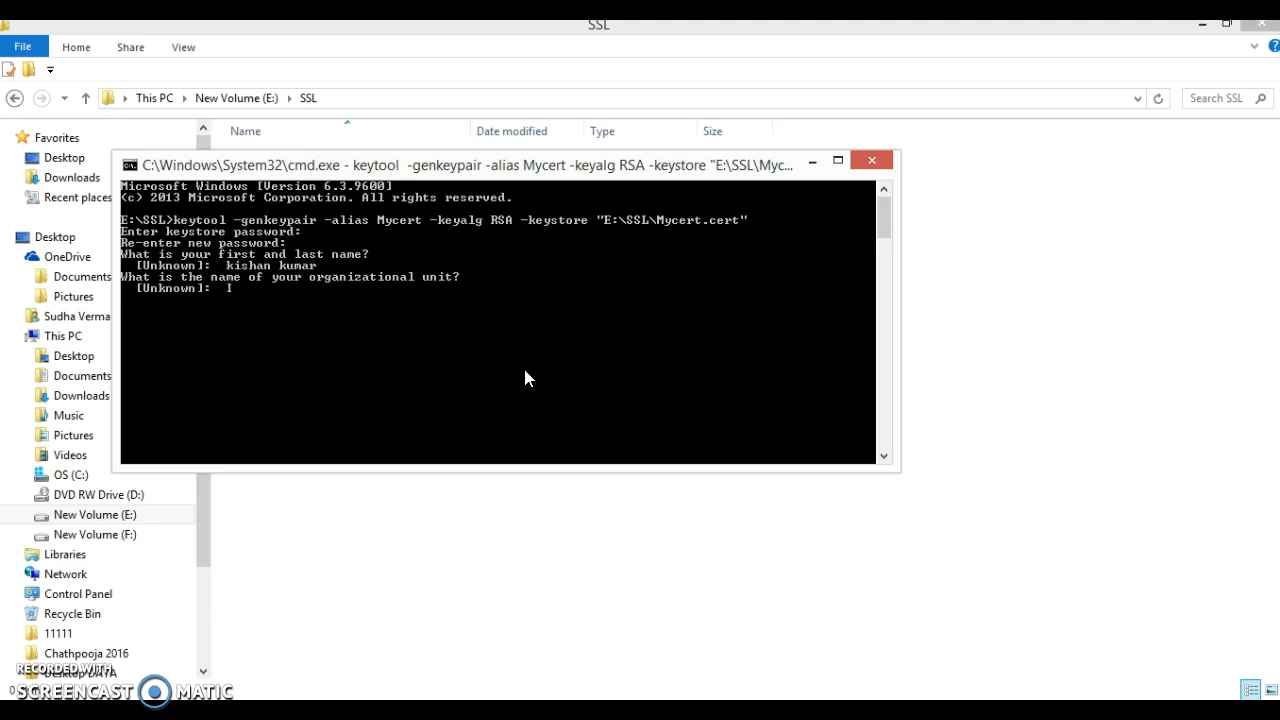 SSL
File Home Share View
This PC New Volume (E:) SSL
Search SSL
Name Date modified Type Size
Favorites
Desktop
Downloads
Recent places
Desktop
OneDrive
Documents
Pictures
Sudha Verma
This PC
Desktop
Documents
Downloads
Music
Pictures
Videos
OS (C:)
DVD RW Drive (D:)
New Volume (E:)
New Volume (F:)
Libraries
Network
Control Panel
Recycle Bin
11111
Chathpooja 2016
Desktop DATA
C:\Windows\System32\cmd.exe - keytool -genkeypair -alias Mycert -keyalg RSA -keystore "E:\SSL\Myc...
Microsoft Windows [Version 6.3.9600]
(c) 2013 Microsoft Corporation. All rights reserved.
E:\SSL>keytool -genkeypair -alias Mycert -keyalg RSA -keystore "E:\SSL\Mycert.cert"
Enter keystore password:
Re-enter new password:
What is your first and last name?
[Unknown]: kishan kumar
What is the name of your organizational unit?
[Unknown]: I
RECORDED WITH
SCREENCAST MATIC